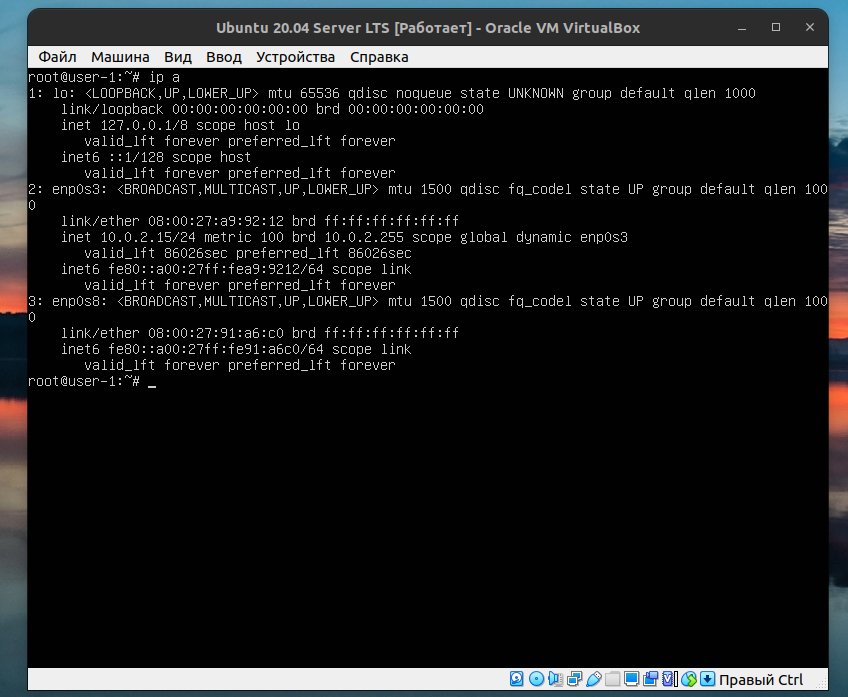 Ubuntu 20.04 Server LTS [Работает] - Oracle VM VirtualBox
Файл Машина Вид Ввод Устройства Справка
root@user-1:~# ip a
1: lo: <LOOPBACK,UP,LOWER_UP> mtu 65536 qdisc noqueue state UNKNOWN group default qlen 1000
    link/loopback 00:00:00:00:00:00 brd 00:00:00:00:00:00
    inet 127.0.0.1/8 scope host lo
       valid_lft forever preferred_lft forever
    inet6 ::1/128 scope host
       valid_lft forever preferred_lft forever
2: enp0s3: <BROADCAST,MULTICAST,UP,LOWER_UP> mtu 1500 qdisc fq_codel state UP group default qlen 100
0
    link/ether 08:00:27:a9:92:12 brd ff:ff:ff:ff:ff:ff
    inet 10.0.2.15/24 metric 100 brd 10.0.2.255 scope global dynamic enp0s3
       valid_lft 86026sec preferred_lft 86026sec
    inet6 fe80::a00:27ff:fea9:9212/64 scope link
       valid_lft forever preferred_lft forever
3: enp0s8: <BROADCAST,MULTICAST,UP,LOWER_UP> mtu 1500 qdisc fq_codel state UP group default qlen 100
0
    link/ether 08:00:27:91:a6:c0 brd ff:ff:ff:ff:ff:ff
    inet6 fe80::a00:27ff:fe91:a6c0/64 scope link
       valid_lft forever preferred_lft forever
root@user-1:~# _
Правый Ctrl